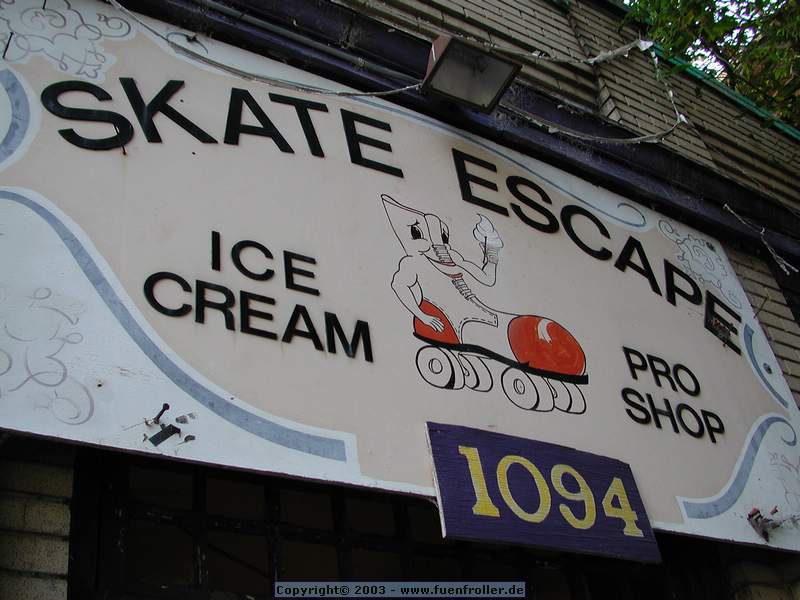 SKATE ESCAPE
ICE
CREAM
PRO
SHOP
1094
Copyright© 2003 - www.fuenfroller.de